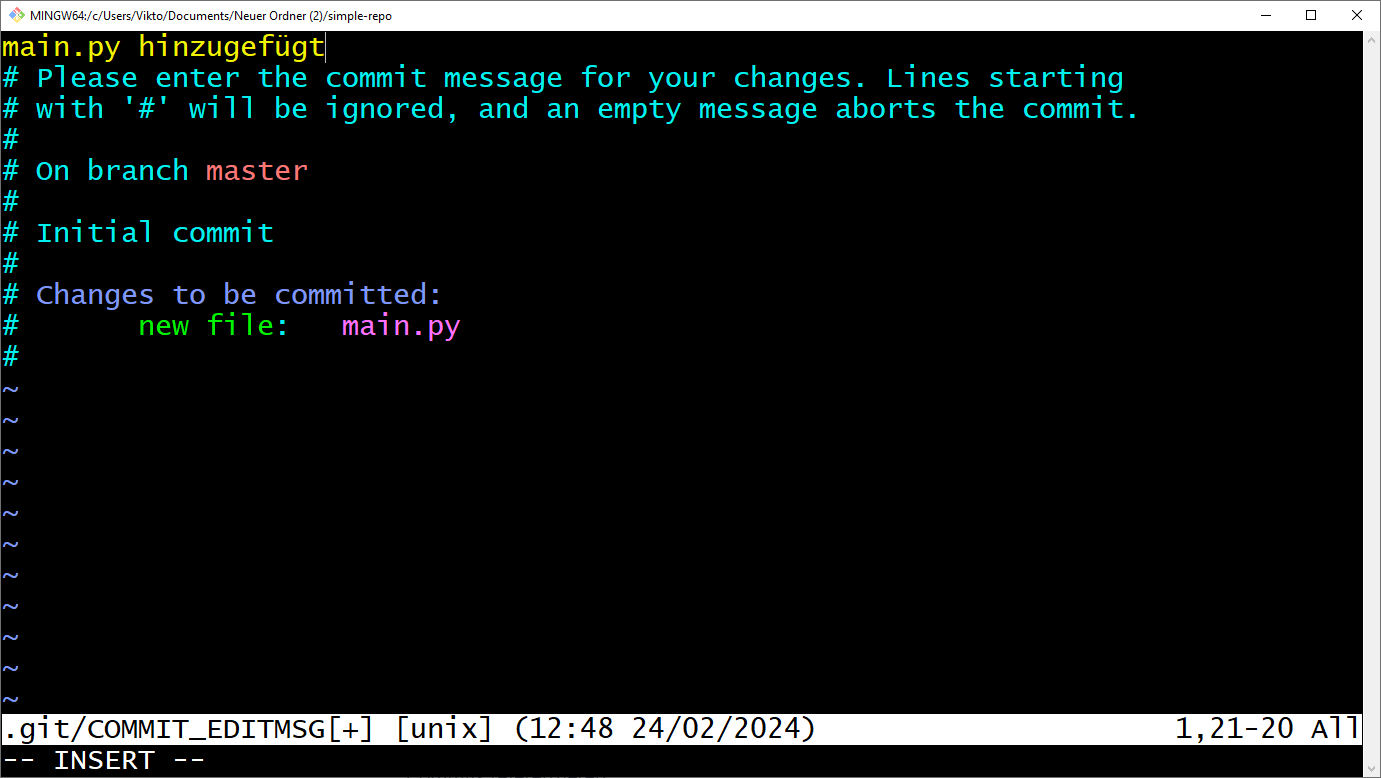 MINGW64:/c/Users/Vikto/Documents/Neuer Ordner (2)/simple-repo
main.py hinzugefügt
# Please enter the commit message for your changes. Lines starting
# with '#' will be ignored, and an empty message aborts the commit.
#
# On branch master
#
# Initial commit
#
# Changes to be committed:
#       new file:   main.py
#
~
~
~
~
~
~
~
~
~
~
~
.git/COMMIT_EDITMSG[+] [unix] (12:48 24/02/2024) 1,21-20 All
-- INSERT --